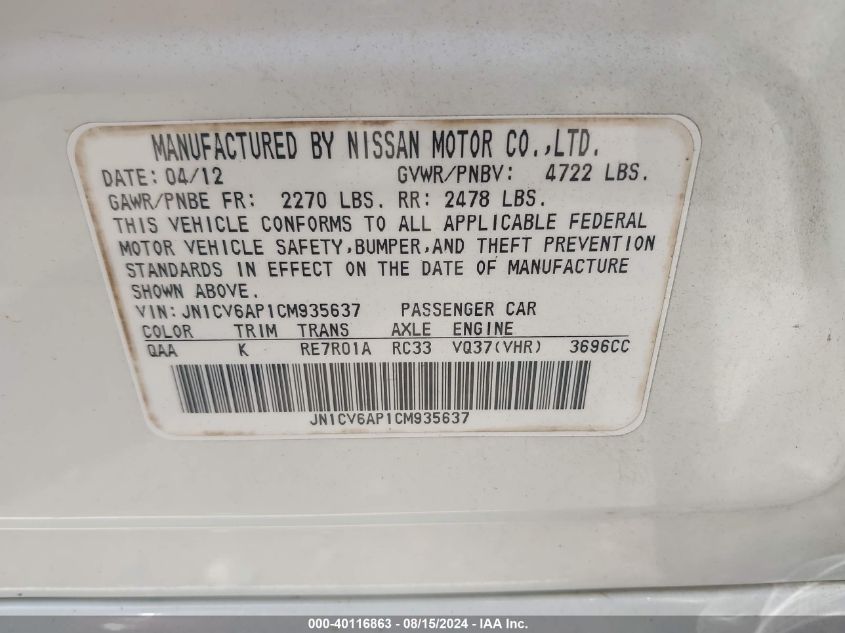 MANUFACTURED BY NISSAN MOTOR CO.,LTD.
DATE: 04/12 GVWR/PNBV: 4722 LBS.
GAWR/PNBE FR: 2270 LBS. RR: 2478 LBS.
THIS VEHICLE CONFORMS TO ALL APPLICABLE FEDERAL
MOTOR VEHICLE SAFETY,BUMPER,AND THEFT PREVENTION
STANDARDS IN EFFECT ON THE DATE OF MANUFACTURE
SHOWN ABOVE.
VIN: JN1CV6AP1CM935637 PASSENGER CAR
COLOR TRIM TRANS AXLE ENGINE
QAA K RE7R01A RC33 VQ37(VHR) 3696CC
JN1CV6AP1CM935637
000-40116863 - 08/15/2024 - IAA Inc.